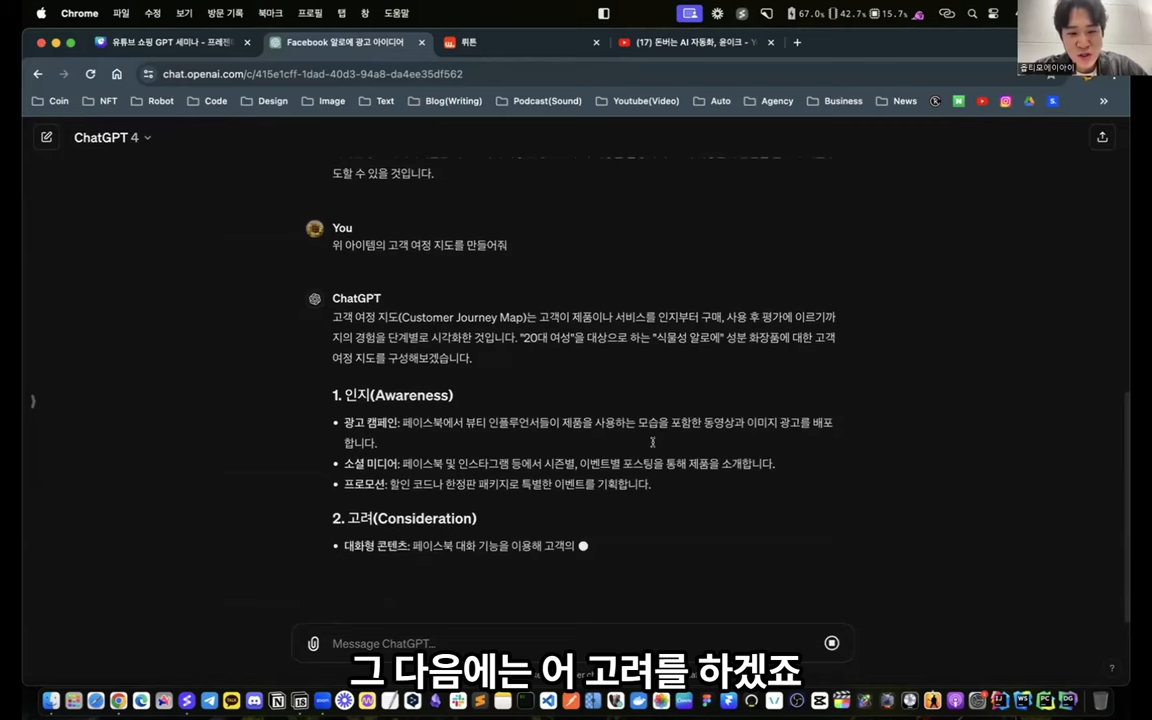 Chrome 파일 수정 보기 방문 기록 북마크 프로필 탭 창 도움말 67.0% 42.7% 15.7%
유튜브 쇼핑 GPT 세미나 - 프레젠 Facebook 알로에 광고 아이디어 뤼튼 (17) 돈버는 AI 자동화, 윤이크 - Y
chat.openai.com/c/415e1cff-1dad-40d3-94a8-da4ee35df562
옵티모에이아이
Coin NFT Robot Code Design Image Text Blog(Writing) Podcast(Sound) Youtube(Video) Auto Agency Business News
ChatGPT 4
도할 수 있을 것입니다.
You
위 아이템의 고객 여정 지도를 만들어줘
ChatGPT
고객 여정 지도(Customer Journey Map)는 고객이 제품이나 서비스를 인지부터 구매, 사용 후 평가에 이르기까
지의 경험을 단계별로 시각화한 것입니다. "20대 여성"을 대상으로 하는 "식물성 알로에" 성분 화장품에 대한 고객
여정 지도를 구성해보겠습니다.
1. 인지(Awareness)
• 광고 캠페인: 페이스북에서 뷰티 인플루언서들이 제품을 사용하는 모습을 포함한 동영상과 이미지 광고를 배포
합니다.
• 소셜 미디어: 페이스북 및 인스타그램 등에서 시즌별, 이벤트별 포스팅을 통해 제품을 소개합니다.
• 프로모션: 할인 코드나 한정판 패키지로 특별한 이벤트를 기획합니다.
2. 고려(Consideration)
• 대화형 콘텐츠: 페이스북 대화 기능을 이용해 고객의
Message ChatGPT...
그 다음에는 어 고려를 하겠죠